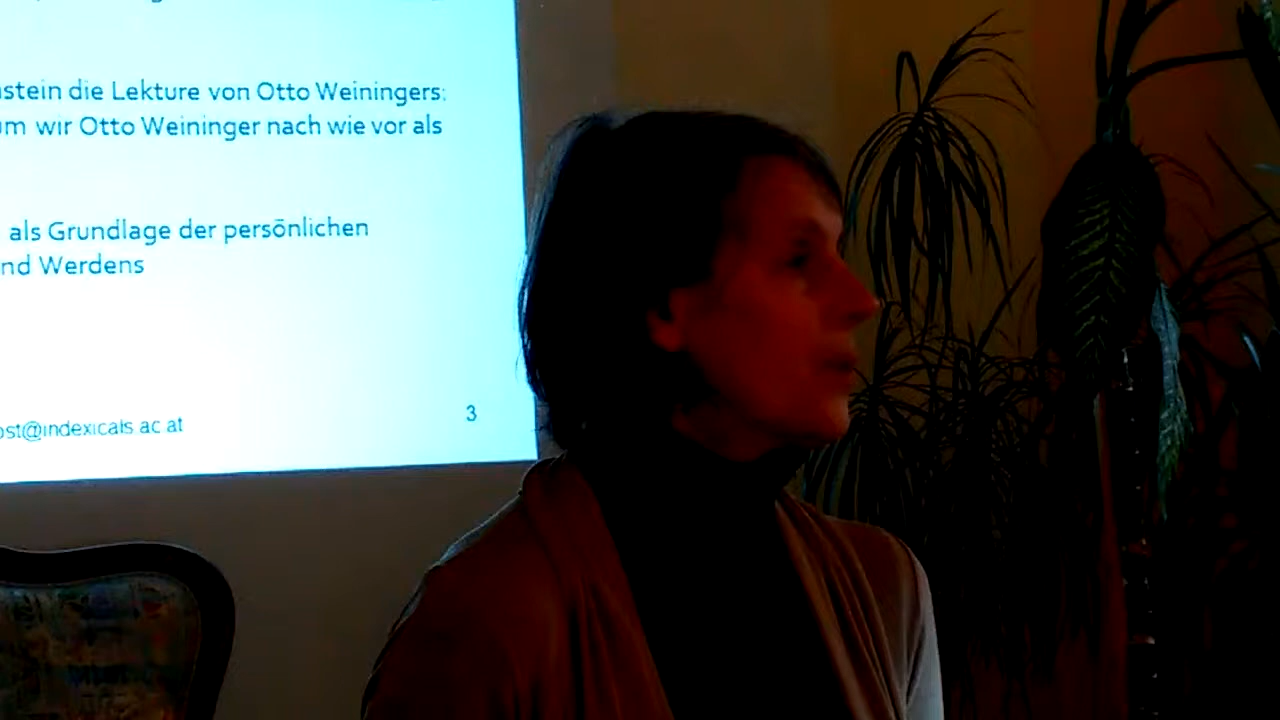 nstein die Lekture von Otto Weiningers:
um wir Otto Weininger nach wie vor als
als Grundlage der persönlichen
nd Werdens
ost@indexicals.ac.at
3